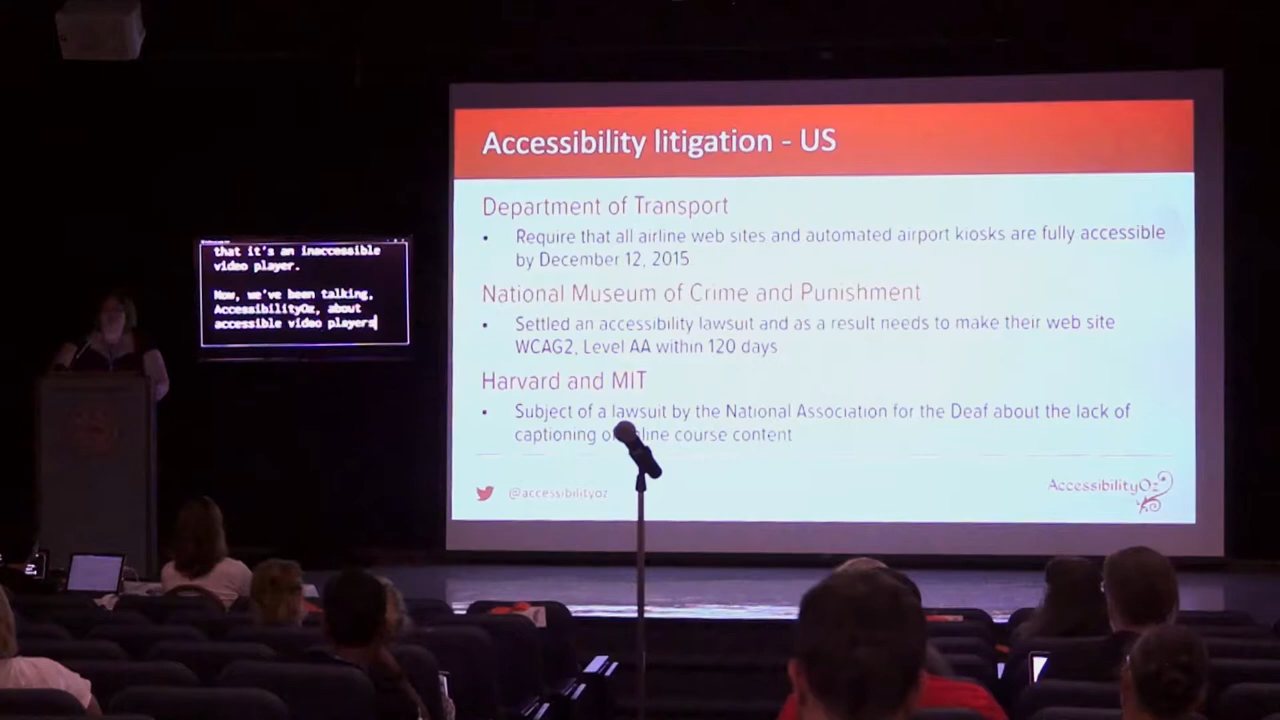 that it's an inaccessible
video player.
Now, we've been talking,
AccessibilityOz, about
accessible video players
Accessibility litigation - US
Department of Transport
• Require that all airline web sites and automated airport kiosks are fully accessible
by December 12, 2015
National Museum of Crime and Punishment
• Settled an accessibility lawsuit and as a result needs to make their web site
WCAG2, Level AA within 120 days
Harvard and MIT
• Subject of a lawsuit by the National Association for the Deaf about the lack of
captioning course content
@accessibilityoz
AccessibilityOz